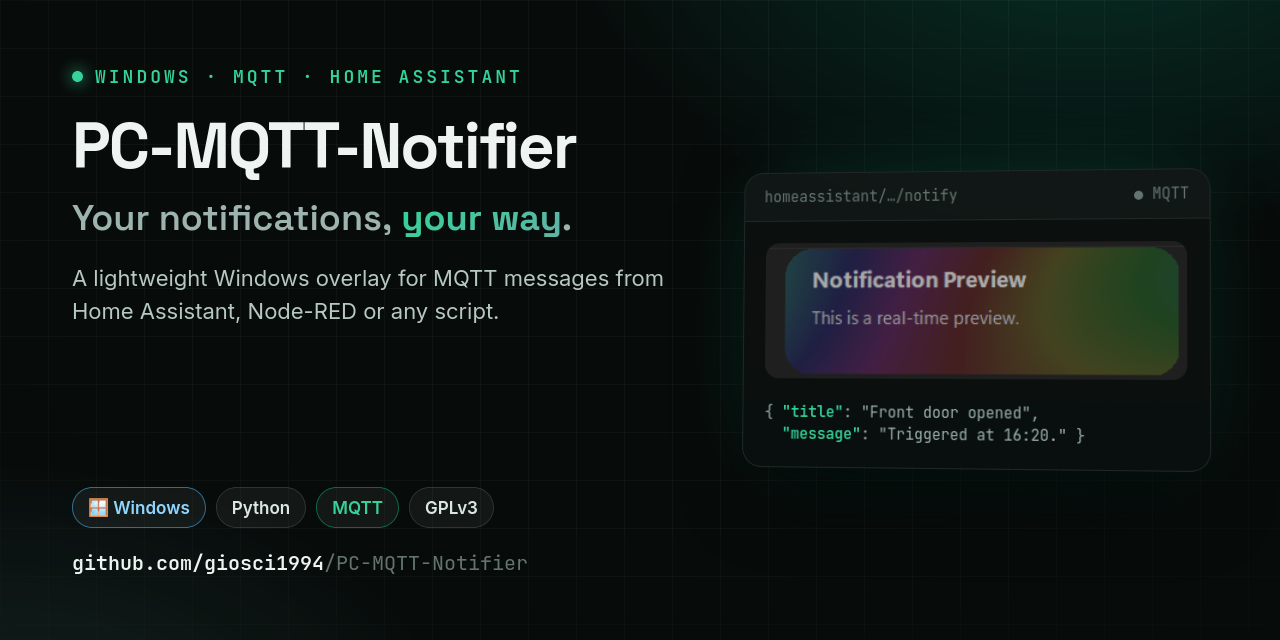 WINDOWS · MQTT · HOME ASSISTANT
PC-MQTT-Notifier
Your notifications, your way.
A lightweight Windows overlay for MQTT messages from
Home Assistant, Node-RED or any script.
homeassistant/…/notify
MQTT
Notification Preview
This is a real-time preview.
{ "title": "Front door opened",
"message": "Triggered at 16:20." }
Windows
Python
MQTT
GPLv3
github.com/giosci1994/PC-MQTT-Notifier